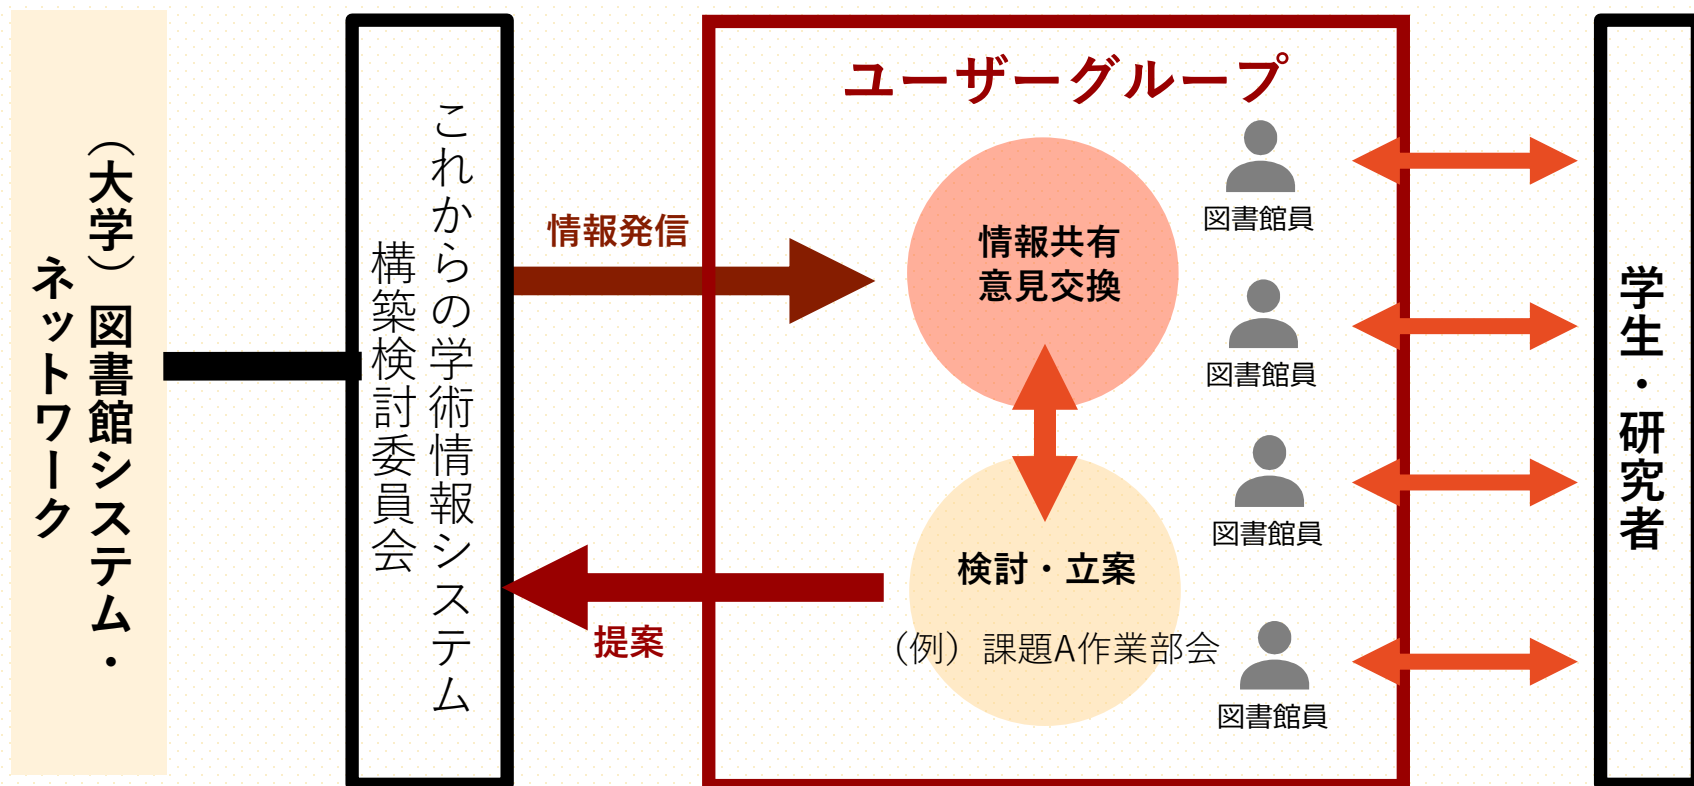 （大学）図書館システム・
ネットワーク
これからの学術情報システム
構築検討委員会
情報発信
提案
ユーザーグループ
情報共有
意見交換
検討・立案
（例）課題A作業部会
図書館員
図書館員
図書館員
図書館員
学生・研究者